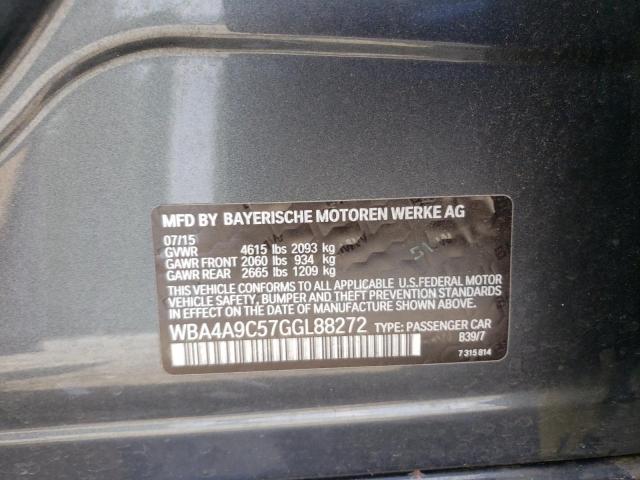 MFD BY BAYERISCHE MOTOREN WERKE AG
07/15
GVWR 4615 lbs 2093 kg
GAWR FRONT 2060 lbs 934 kg
GAWR REAR 2665 lbs 1209 kg
THIS VEHICLE CONFORMS TO ALL APPLICABLE U.S.FEDERAL MOTOR
VEHICLE SAFETY, BUMPER AND THEFT PREVENTION STANDARDS
IN EFFECT ON THE DATE OF MANUFACTURE SHOWN ABOVE.
WBA4A9C57GGL88272 TYPE: PASSENGER CAR
839/7
7 315 814